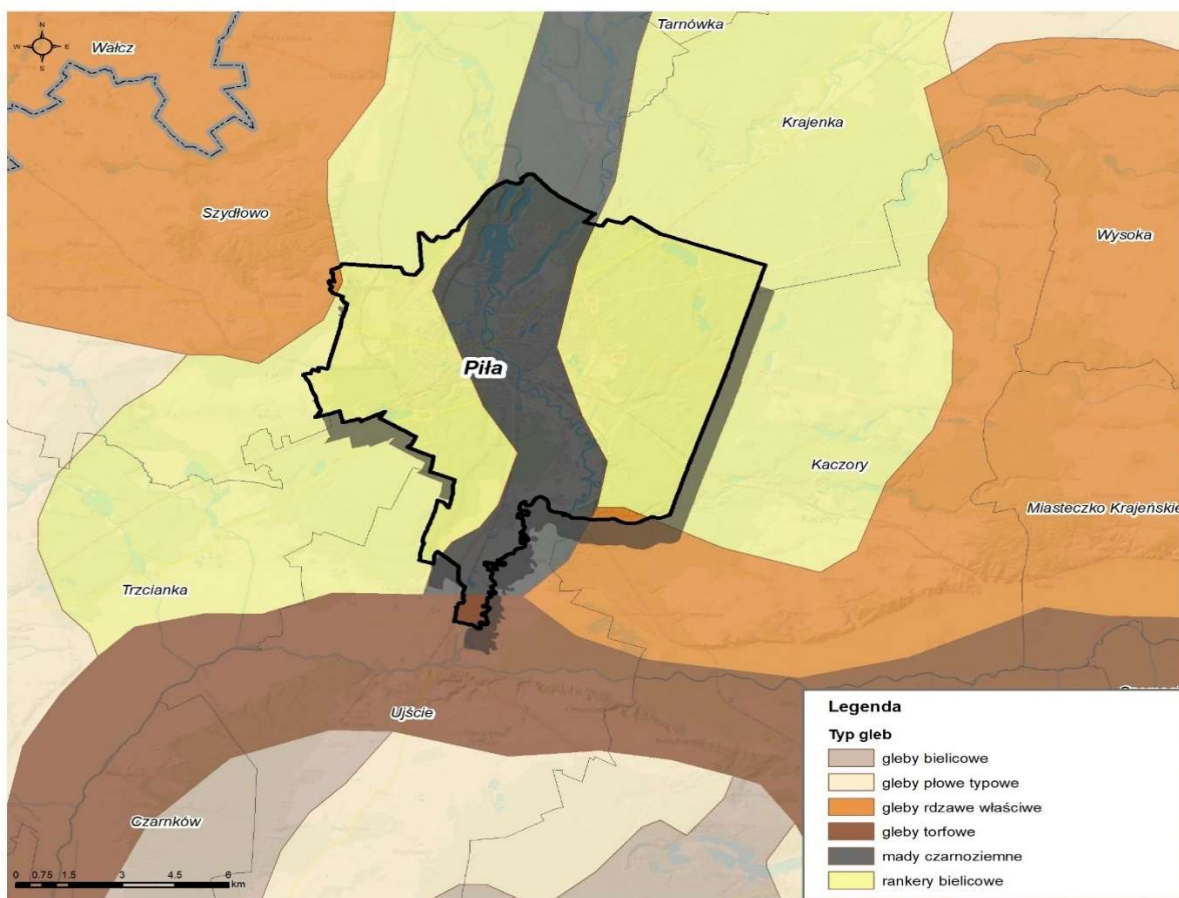 Tarnówka
N
W E
S
Wałcz
Krajenka
Szydłowo
Wysoka
Piła
Kaczory
Miasteczko Krajeńskie
Trzcianka
Ujście
Czarnków
0 0.75 1.5 3 4.5 6
km
Legenda
Typ gleb
gleby bielicowe
gleby płowe typowe
gleby rdzawe właściwe
gleby torfowe
mady czarnoziemne
rankery bielicowe